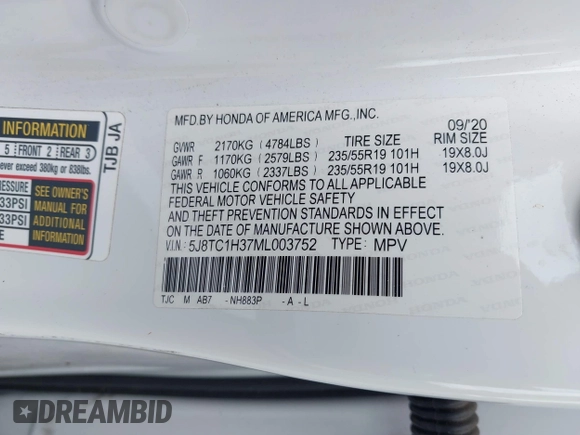 INFORMATION
5 FRONT 2 REAR 3
ever exceed 380kg or 838lbs.
PRESSURE
33PSI
33PSI
SEE OWNER'S
MANUAL FOR
ADDITIONAL
INFORMATION
TJB JA
MFD.BY HONDA OF AMERICA MFG.,INC.
09/'20
GVWR 2170KG (4784LBS) TIRE SIZE RIM SIZE
GAWR F 1170KG (2579LBS) 235/55R19 101H 19X8.0J
GAWR R 1060KG (2337LBS) 235/55R19 101H 19X8.0J
THIS VEHICLE CONFORMS TO ALL APPLICABLE
FEDERAL MOTOR VEHICLE SAFETY
AND THEFT PREVENTION STANDARDS IN EFFECT
ON THE DATE OF MANUFACTURE SHOWN ABOVE.
V.I.N: 5J8TC1H37ML003752 TYPE: MPV
TJC M AB7 -NH883P -A-L
DREAMBID